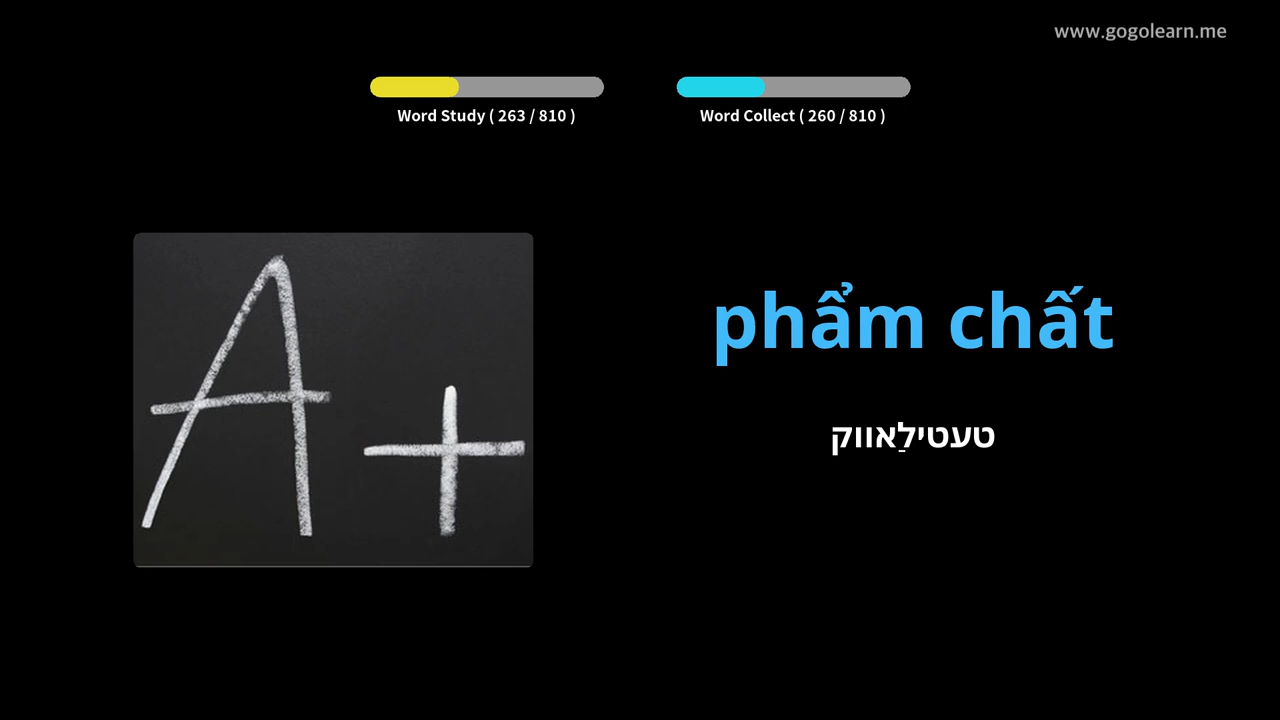 www.gogolearn.me
Word Study ( 263 / 810 )
Word Collect ( 260 / 810 )
A+
phẩm chất
טעטילַאווק